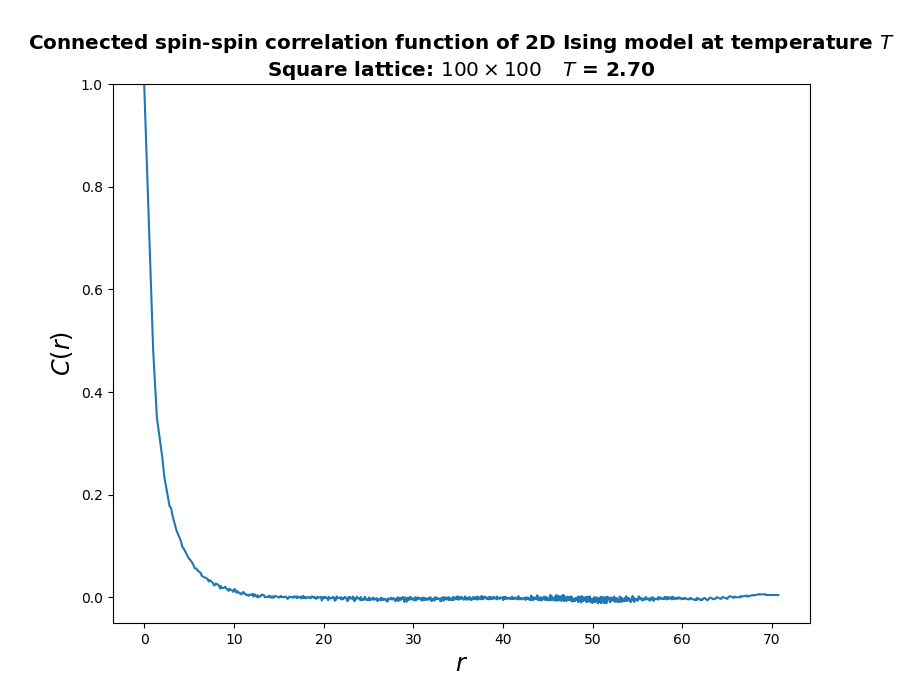 Connected spin-spin correlation function of 2D Ising model at temperature T
Square lattice: 100 × 100 T = 2.70
1.0
0.8
0.6
0.4
0.2
0.0
C(r)
0 10 20 30 40 50 60 70
r